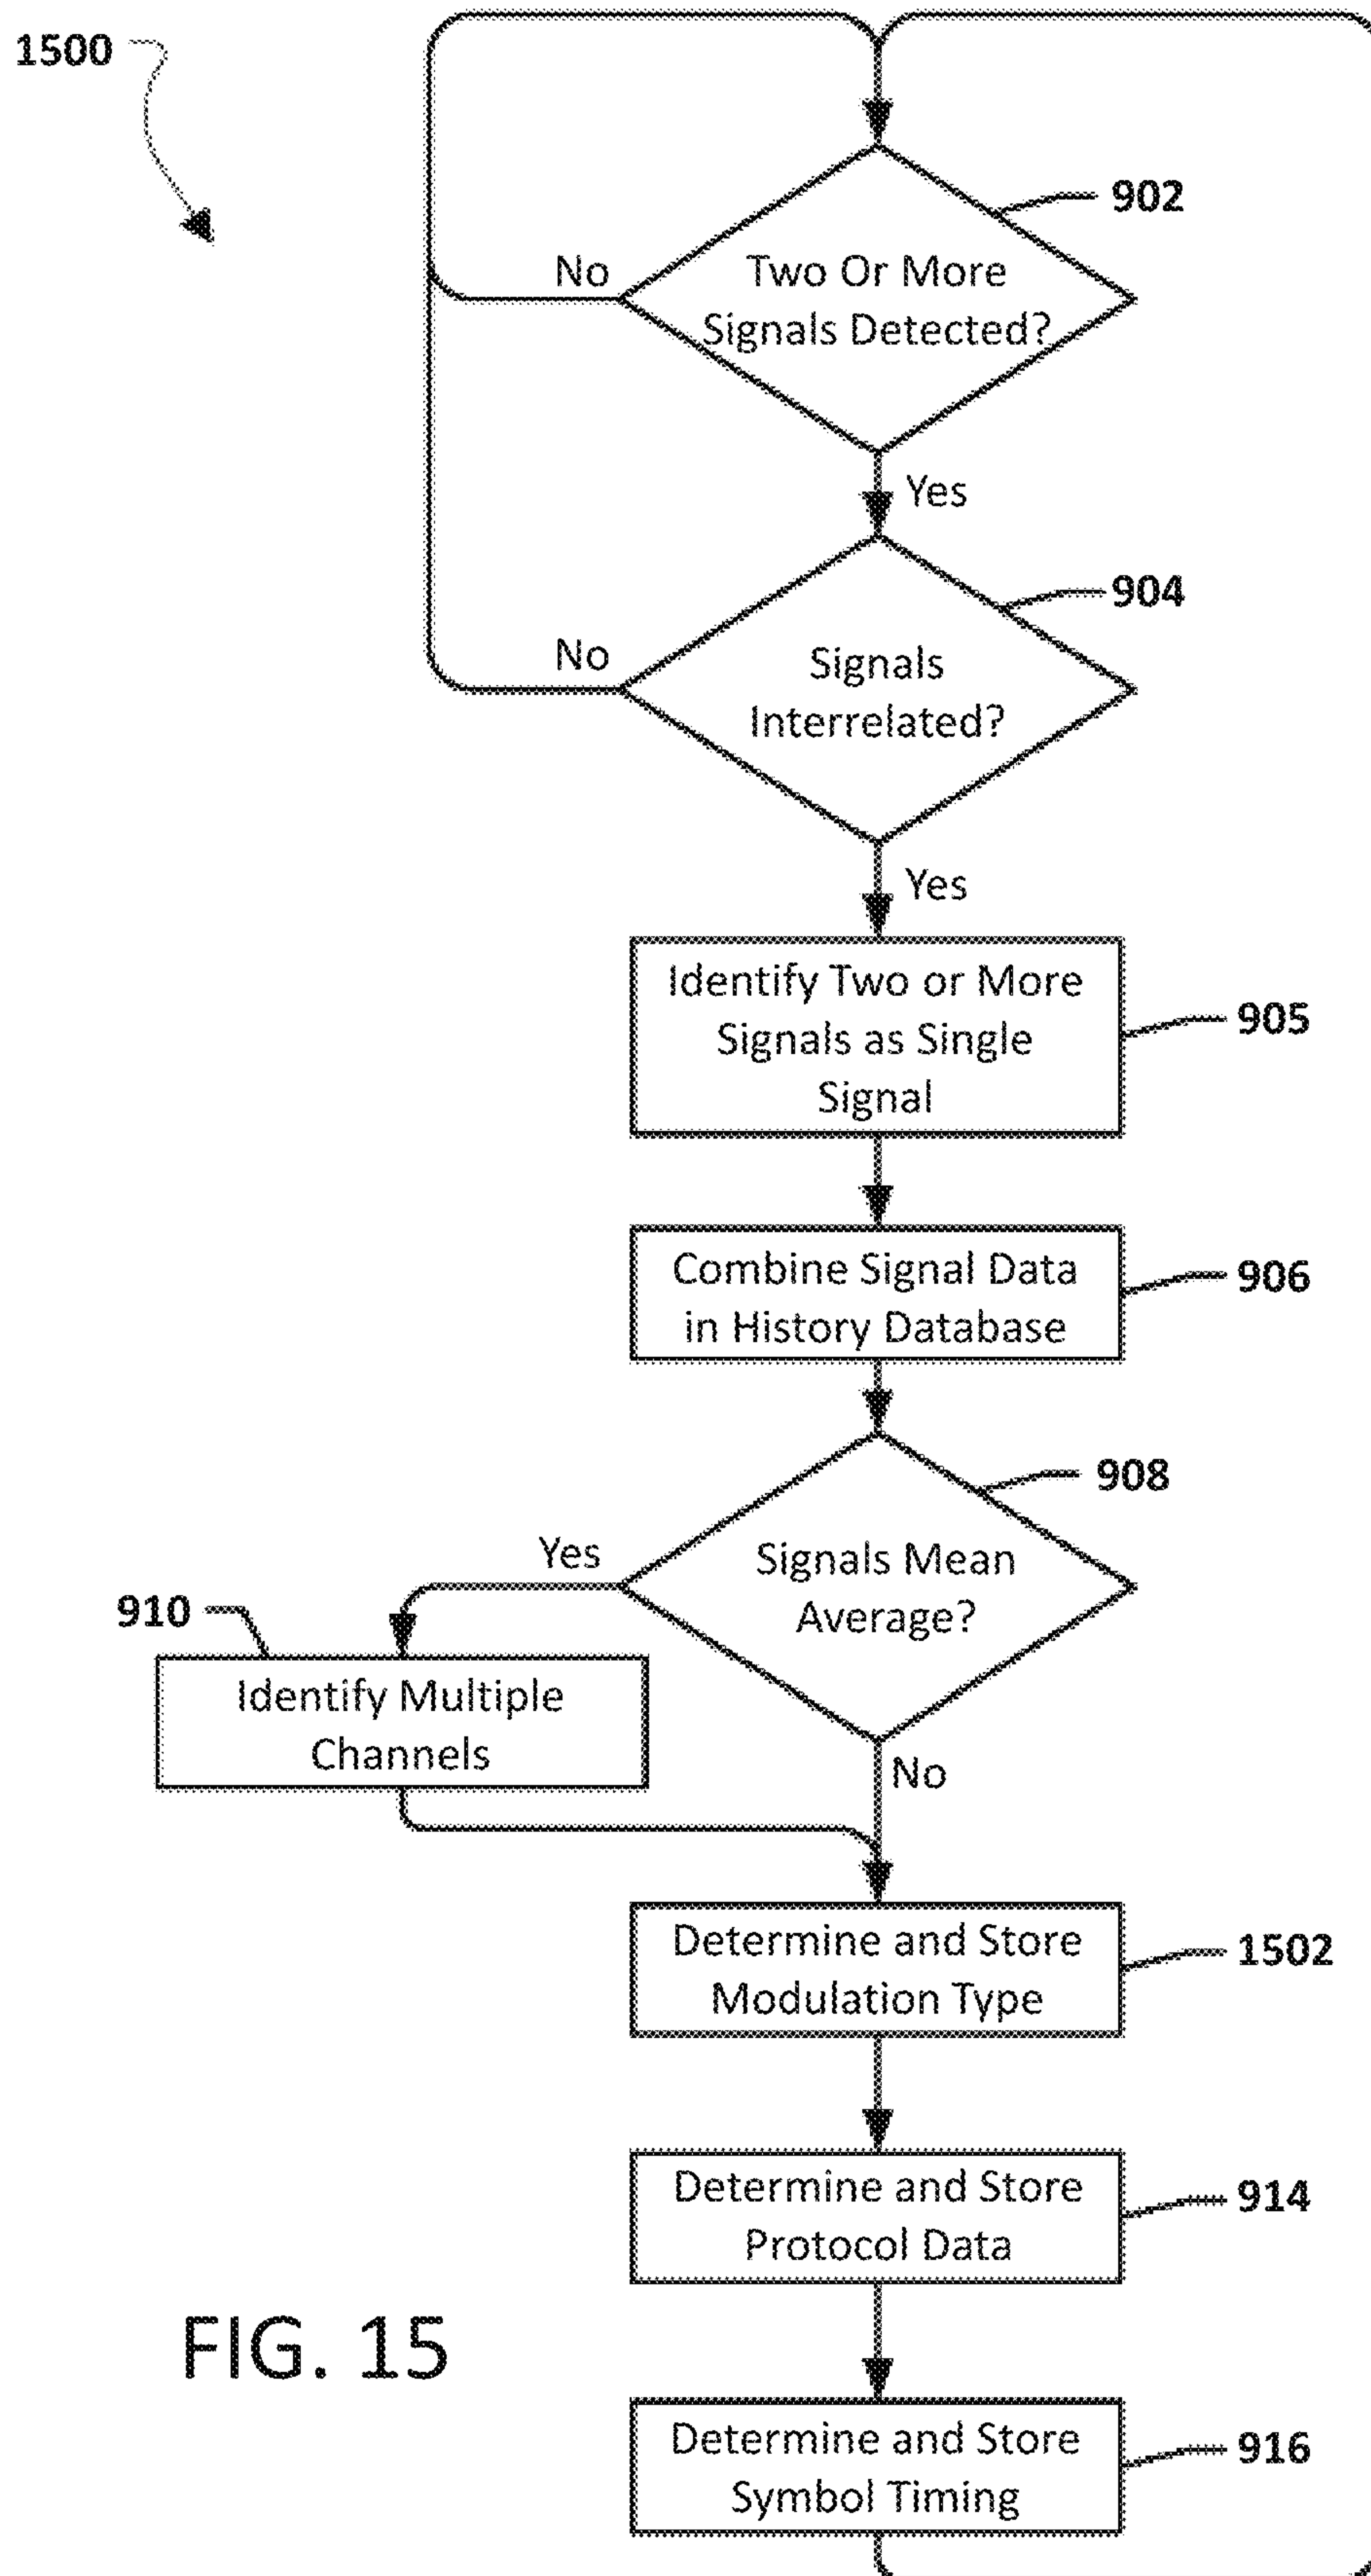 1500
902
No
Two Or More
Signals Detected?
Yes
904
No
Signals
Interrelated?
Yes
Identify Two or More
Signals as Single
Signal
905
Combine Signal Data
in History Database
906
908
Yes
Signals Mean
Average?
910
Identify Multiple
Channels
No
Determine and Store
Modulation Type
1502
Determine and Store
Protocol Data
914
FIG. 15
Determine and Store
Symbol Timing
916